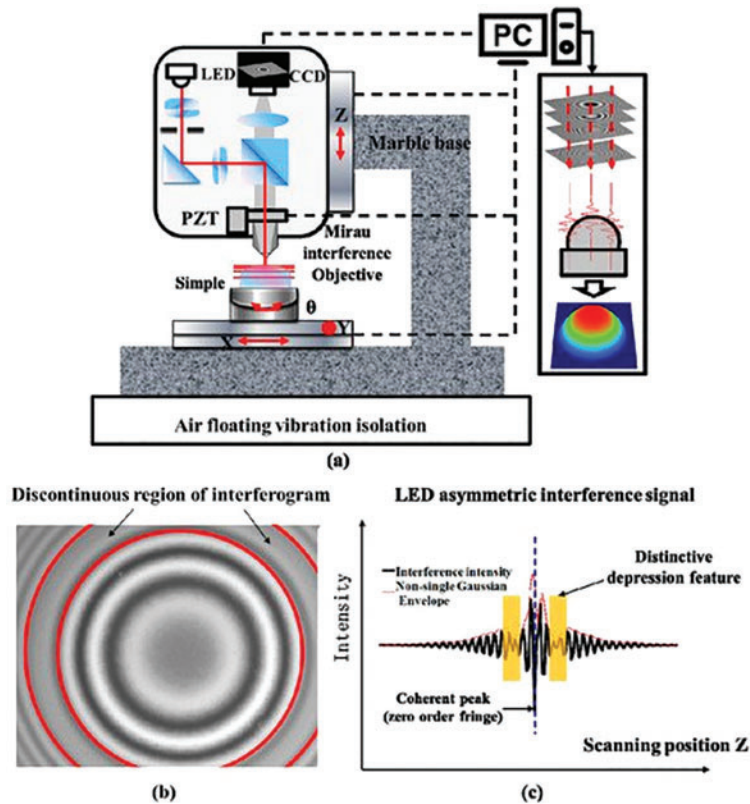 LED
CCD
PC
Z
Marble base
PZT
Mirau
interference
Objective
Simple
θ
Y
X
Air floating vibration isolation
(a)
Discontinuous region of interferogram
(b)
LED asymmetric interference signal
Intensity
Interference intensity
Non-single Gaussian
Envelope
Distinctive
depression feature
Coherent peak
(zero order fringe)
Scanning position Z
(c)